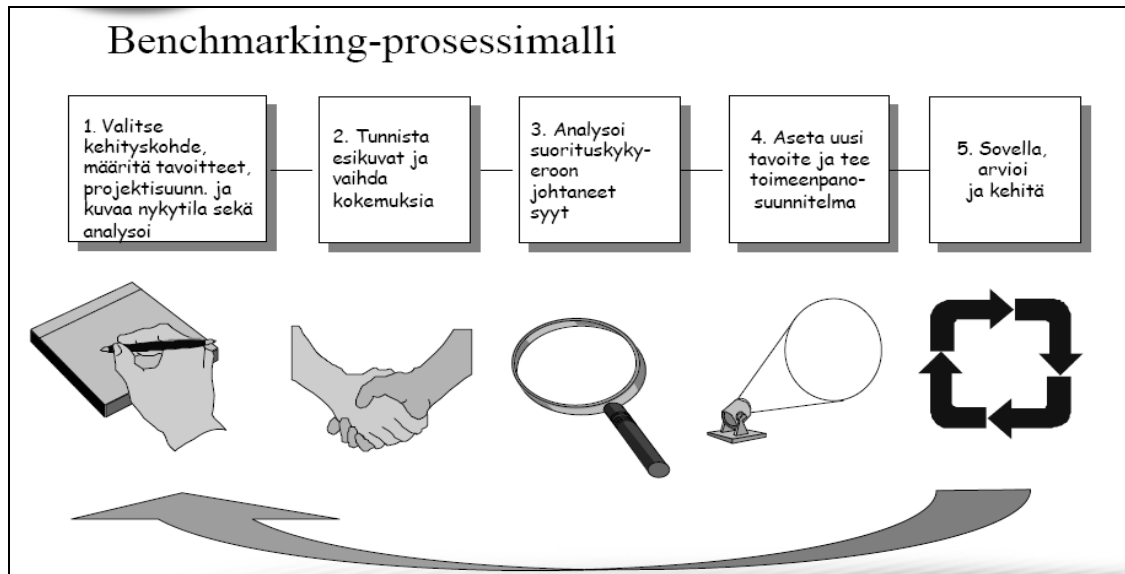 Benchmarking-prosessimalli
1. Valitse
kehityskohde,
määritä tavoitteet,
projektisuunn. ja
kuvaa nykytila sekä
analysoi
2. Tunnista
esikuvat ja
vaihda
kokemuksia
3. Analysoi
suorituskyky-
eroon
johtaneet
syyt
4. Aseta uusi
tavoite ja tee
toimeenpano-
suunnitelma
5. Sovella,
arvioi
ja kehitä